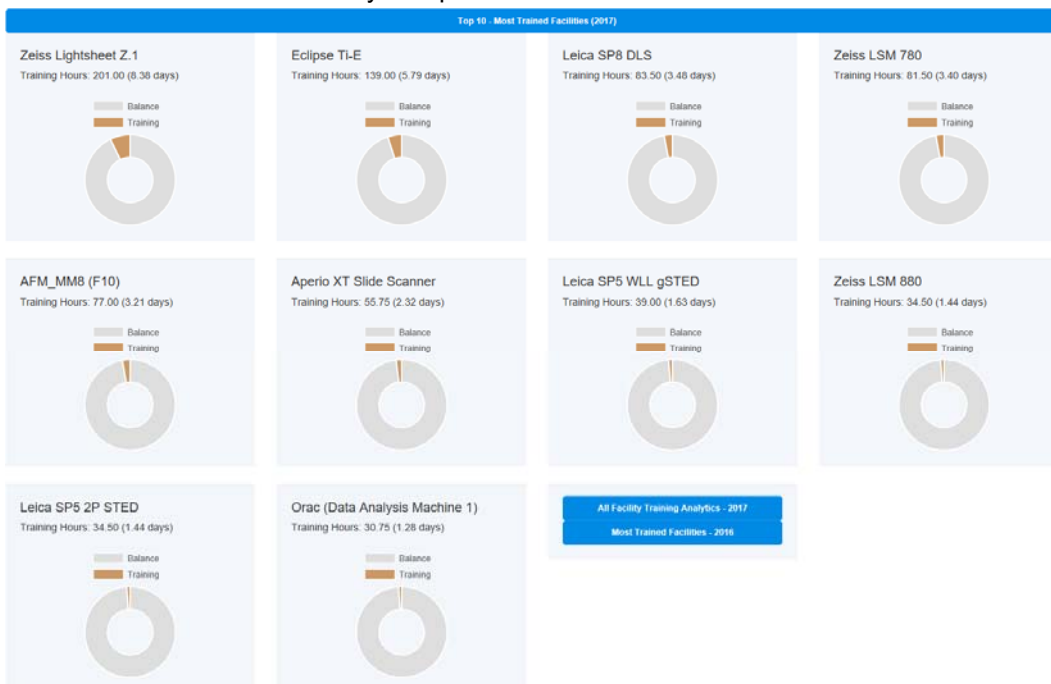 Top 10 - Most Trained Facilities (2017)
Zeiss Lightsheet Z.1
Training Hours: 201.00 (8.38 days)
Balance
Training
Eclipse Ti-E
Training Hours: 139.00 (5.79 days)
Balance
Training
Leica SP8 DLS
Training Hours: 83.50 (3.48 days)
Balance
Training
Zeiss LSM 780
Training Hours: 81.50 (3.40 days)
Balance
Training
AFM_MM8 (F10)
Training Hours: 77.00 (3.21 days)
Balance
Training
Aperio XT Slide Scanner
Training Hours: 55.75 (2.32 days)
Balance
Training
Leica SP5 WLL gSTED
Training Hours: 39.00 (1.63 days)
Balance
Training
Zeiss LSM 880
Training Hours: 34.50 (1.44 days)
Balance
Training
Leica SP5 2P STED
Training Hours: 34.50 (1.44 days)
Balance
Training
Orac (Data Analysis Machine 1)
Training Hours: 30.75 (1.28 days)
Balance
Training
All Facility Training Analytics - 2017
Most Trained Facilities - 2016